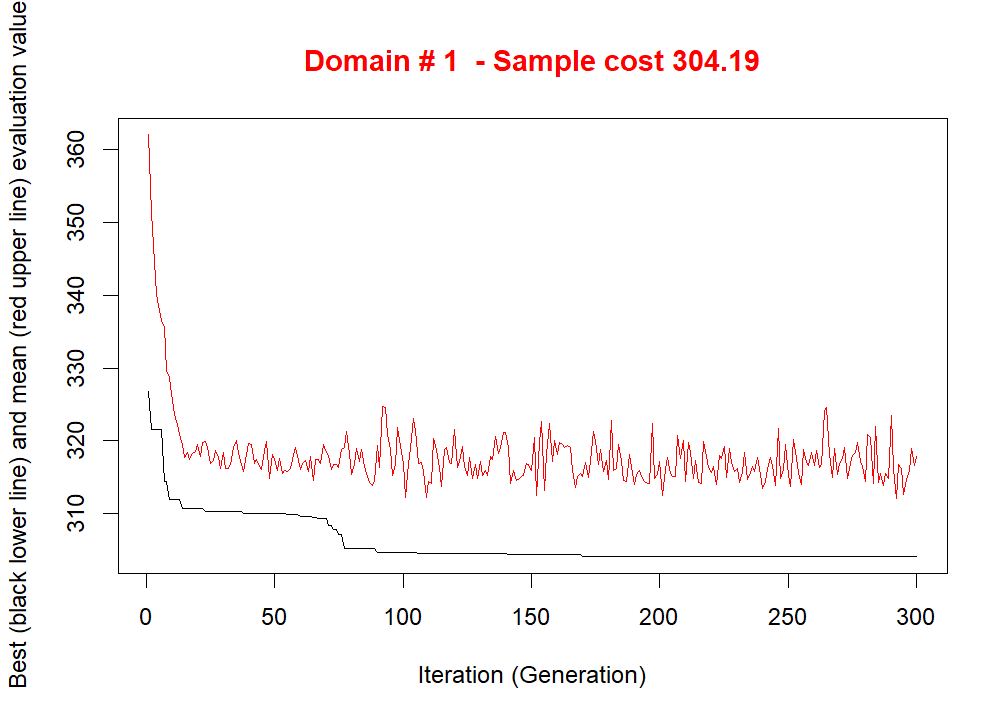 Domain # 1  - Sample cost 304.19
Best (black lower line) and mean (red upper line) evaluation value
360
350
340
330
320
310
0 50 100 150 200 250 300
Iteration (Generation)